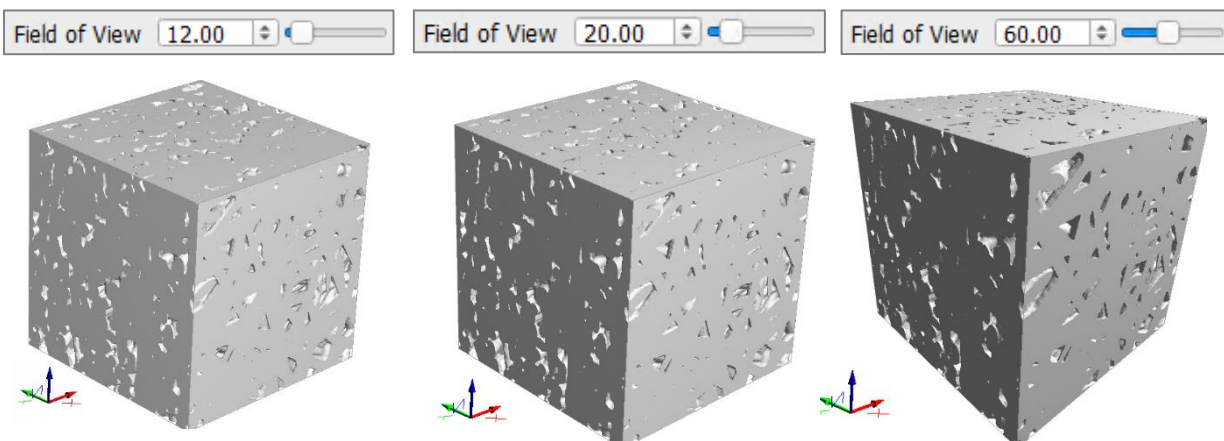 Field of View 12.00
Field of View 20.00
Field of View 60.00
X
X
X